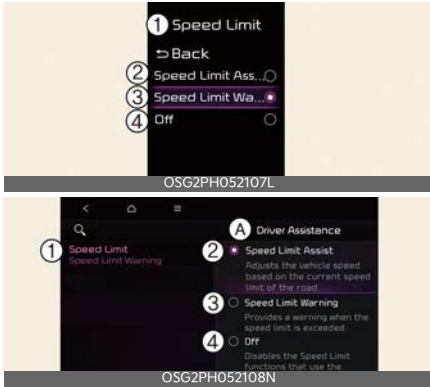 ① Speed Limit
⮌ Back
② Speed Limit Ass...
③ Speed Limit Wa...
④ Off
OSG2PH052107L
Ⓐ Driver Assistance
① Speed Limit
Speed Limit Warning
② Speed Limit Assist
Adjusts the vehicle speed
based on the current speed
limit of the road.
③ Speed Limit Warning
Provides a warning when the
speed limit is exceeded.
④ Off
Disables the Speed Limit
functions that use the
OSG2PH052108N